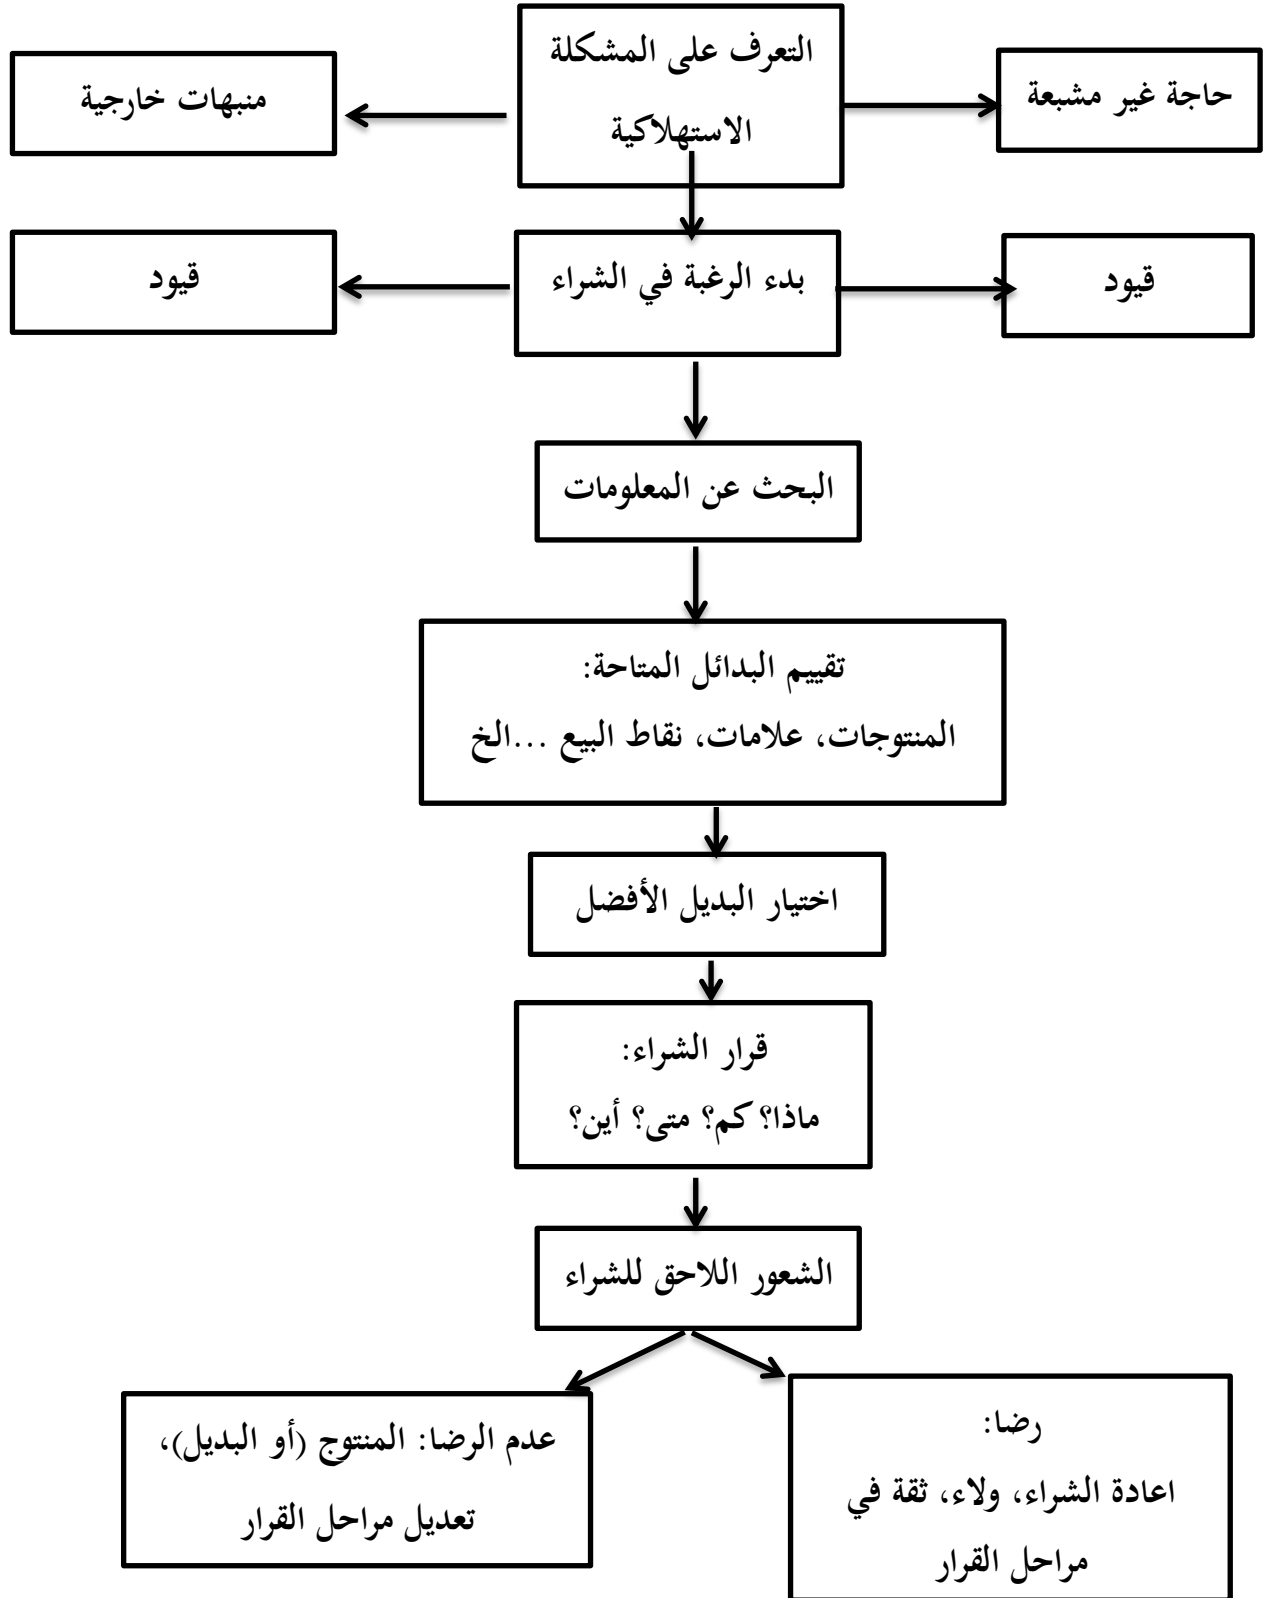 التعرف على المشكلة
الاستهلاكية
حاجة غير مشبعة
منبهات خارجية
بدء الرغبة في الشراء
قيود
قيود
البحث عن المعلومات
تقييم البدائل المتاحة:
المنتوجات، علامات، نقاط البيع ...الخ
اختيار البديل الأفضل
قرار الشراء:
ماذا؟ كم؟ متى؟ أين؟
الشعور اللاحق للشراء
رضا:
اعادة الشراء، ولاء، ثقة في
مراحل القرار
عدم الرضا: المنتوج (أو البديل)،
تعديل مراحل القرار